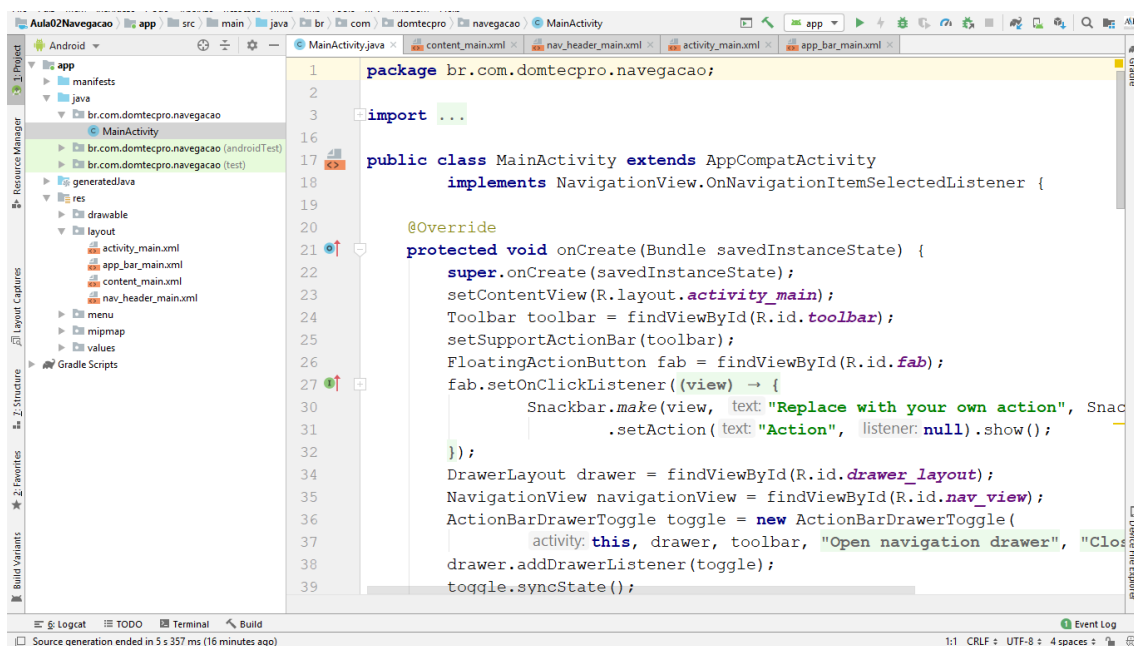 Aula02Navegacao app src main java br com domtecpro navegacao MainActivity app
Android
MainActivity.java content_main.xml nav_header_main.xml activity_main.xml app_bar_main.xml
1: Project
Resource Manager
Layout Captures
7: Structure
2: Favorites
Build Variants
app
manifests
java
br.com.domtecpro.navegacao
MainActivity
br.com.domtecpro.navegacao (androidTest)
br.com.domtecpro.navegacao (test)
generatedJava
res
drawable
layout
activity_main.xml
app_bar_main.xml
content_main.xml
nav_header_main.xml
menu
mipmap
values
Gradle Scripts
1 package br.com.domtecpro.navegacao;
2
3 import ...
16
17 public class MainActivity extends AppCompatActivity
18 implements NavigationView.OnNavigationItemSelectedListener {
19
20 @Override
21 protected void onCreate(Bundle savedInstanceState) {
22 super.onCreate(savedInstanceState);
23 setContentView(R.layout.activity_main);
24 Toolbar toolbar = findViewById(R.id.toolbar);
25 setSupportActionBar(toolbar);
26 FloatingActionButton fab = findViewById(R.id.fab);
27 fab.setOnClickListener((view) → {
30 Snackbar.make(view, text: "Replace with your own action", Snac
31 .setAction( text: "Action", listener: null).show();
32 });
34 DrawerLayout drawer = findViewById(R.id.drawer_layout);
35 NavigationView navigationView = findViewById(R.id.nav_view);
36 ActionBarDrawerToggle toggle = new ActionBarDrawerToggle(
37 activity: this, drawer, toolbar, "Open navigation drawer", "Clos
38 drawer.addDrawerListener(toggle);
39 toggle.syncState();
Gradle
Device File Explorer
6: Logcat TODO Terminal Build
1 Event Log
Source generation ended in 5 s 357 ms (16 minutes ago)
1:1 CRLF UTF-8 4 spaces